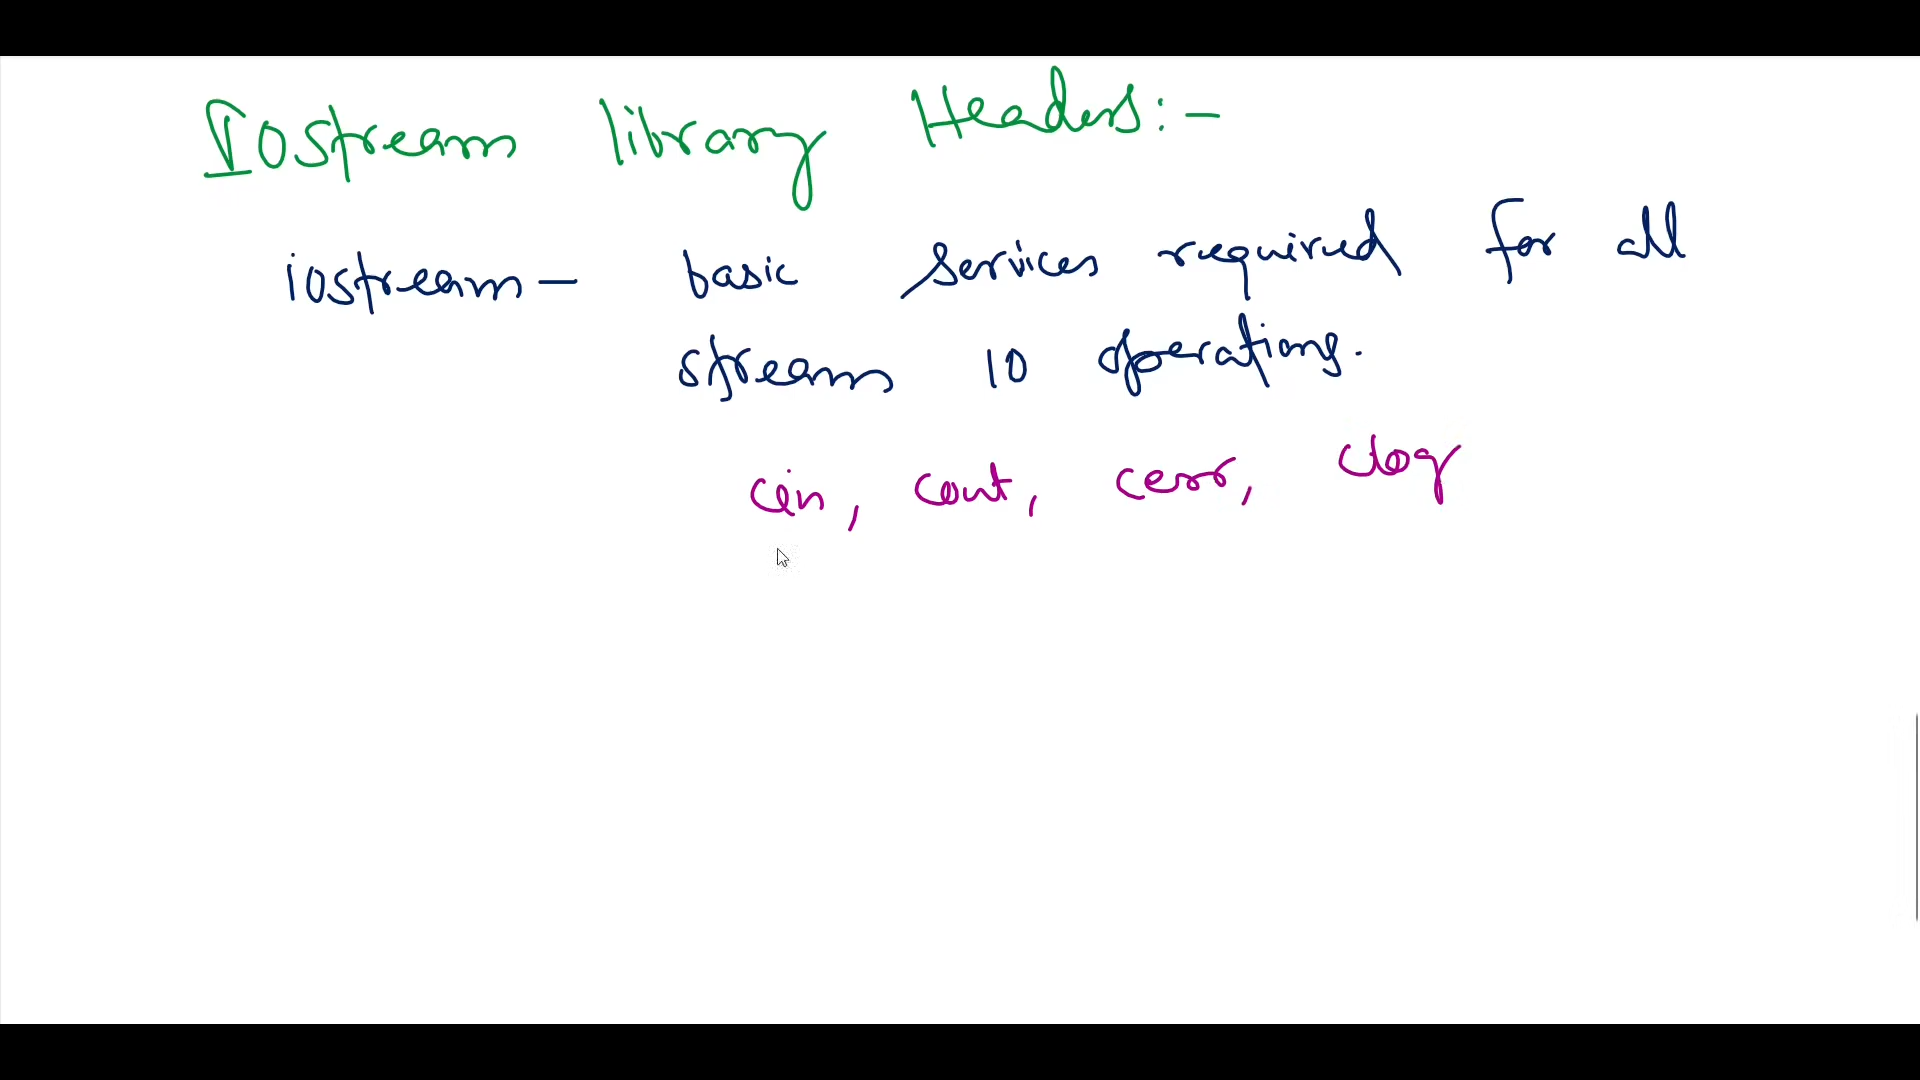 Iostream library Headers:-
iostream - basic services required for all
stream IO operations.
cin, cout, cerr, clog